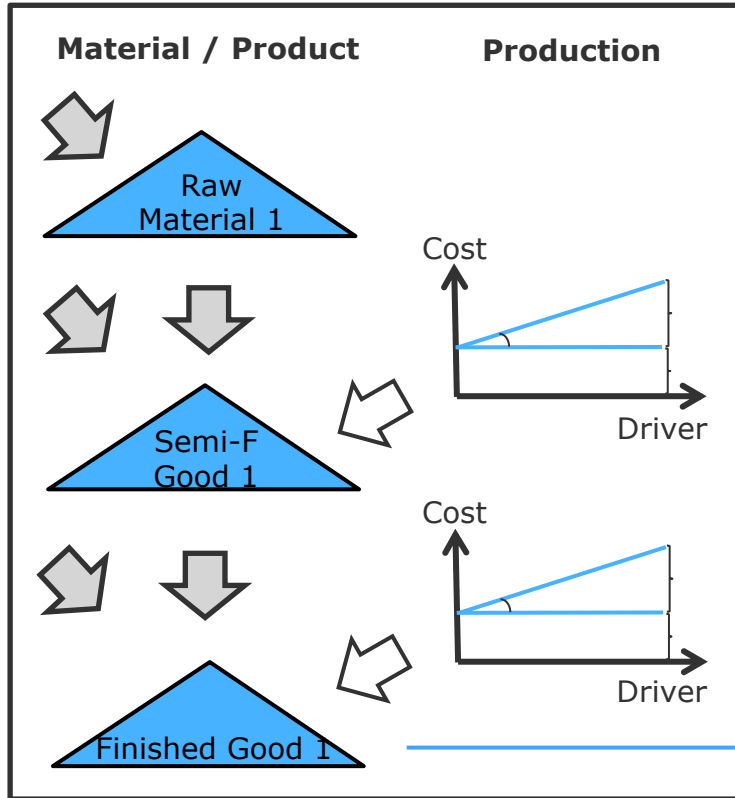 Material / Product
Production
Raw
Material 1
Cost
Driver
Semi-F
Good 1
Cost
Driver
Finished Good 1